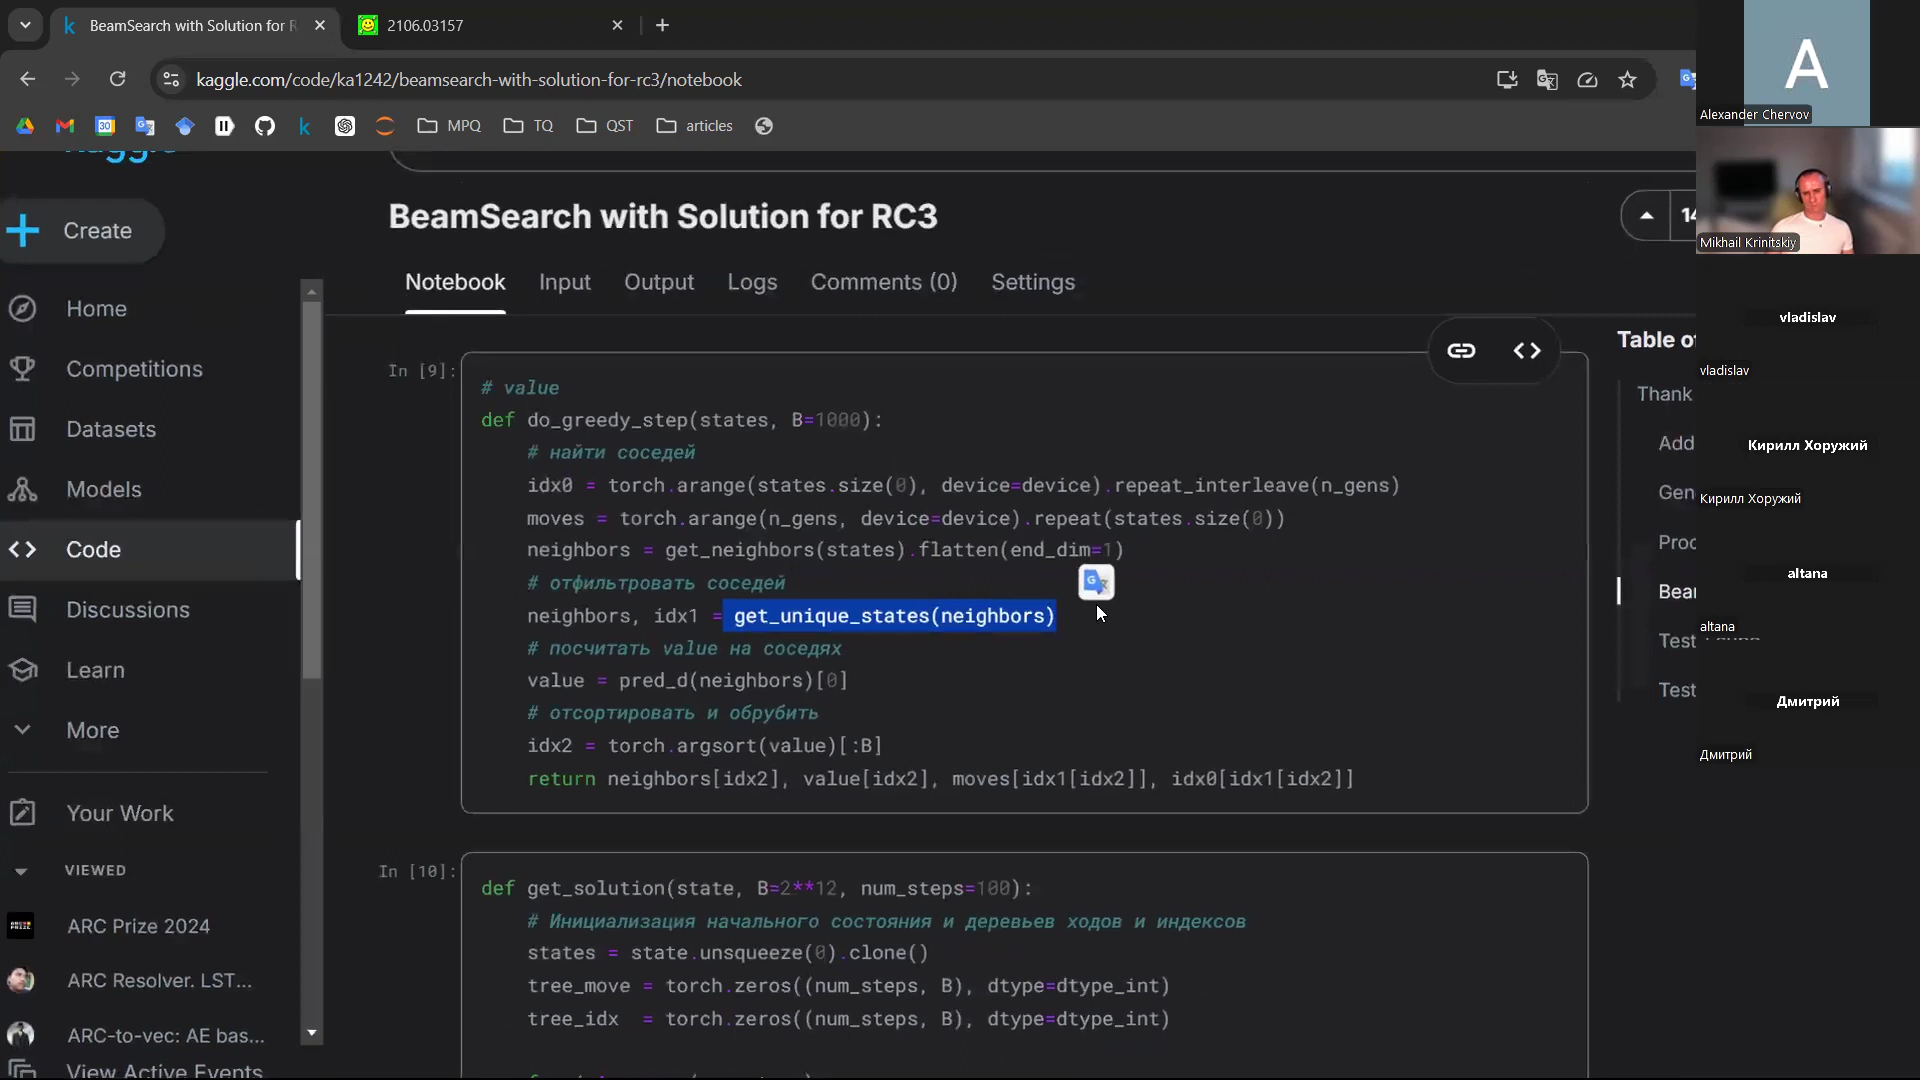 BeamSearch with Solution for R
2106.03157
kaggle.com/code/ka1242/beamsearch-with-solution-for-rc3/notebook
MPQ
TQ
QST
articles
Create
Home
Competitions
Datasets
Models
Code
Discussions
Learn
More
Your Work
VIEWED
ARC Prize 2024
ARC Resolver. LST...
ARC-to-vec: AE bas...
View Active Events
BeamSearch with Solution for RC3
14
Notebook Input Output Logs Comments (0) Settings
In [9]:
# value
def do_greedy_step(states, B=1000):
# найти соседей
idx0 = torch.arange(states.size(0), device=device).repeat_interleave(n_gens)
moves = torch.arange(n_gens, device=device).repeat(states.size(0))
neighbors = get_neighbors(states).flatten(end_dim=1)
# отфильтровать соседей
neighbors, idx1 = get_unique_states(neighbors)
# посчитать value на соседях
value = pred_d(neighbors)[0]
# отсортировать и обрубить
idx2 = torch.argsort(value)[:B]
return neighbors[idx2], value[idx2], moves[idx1[idx2]], idx0[idx1[idx2]]
In [10]:
def get_solution(state, B=2**12, num_steps=100):
# Инициализация начального состояния и деревьев ходов и индексов
states = state.unsqueeze(0).clone()
tree_move = torch.zeros((num_steps, B), dtype=dtype_int)
tree_idx = torch.zeros((num_steps, B), dtype=dtype_int)
Table of
Thank
Add
Gen
Proc
Bear
Test
Test
A
Alexander Chervov
Mikhail Krinitskiy
vladislav
vladislav
Кирилл Хоружий
Кирилл Хоружий
altana
altana
Дмитрий
Дмитрий